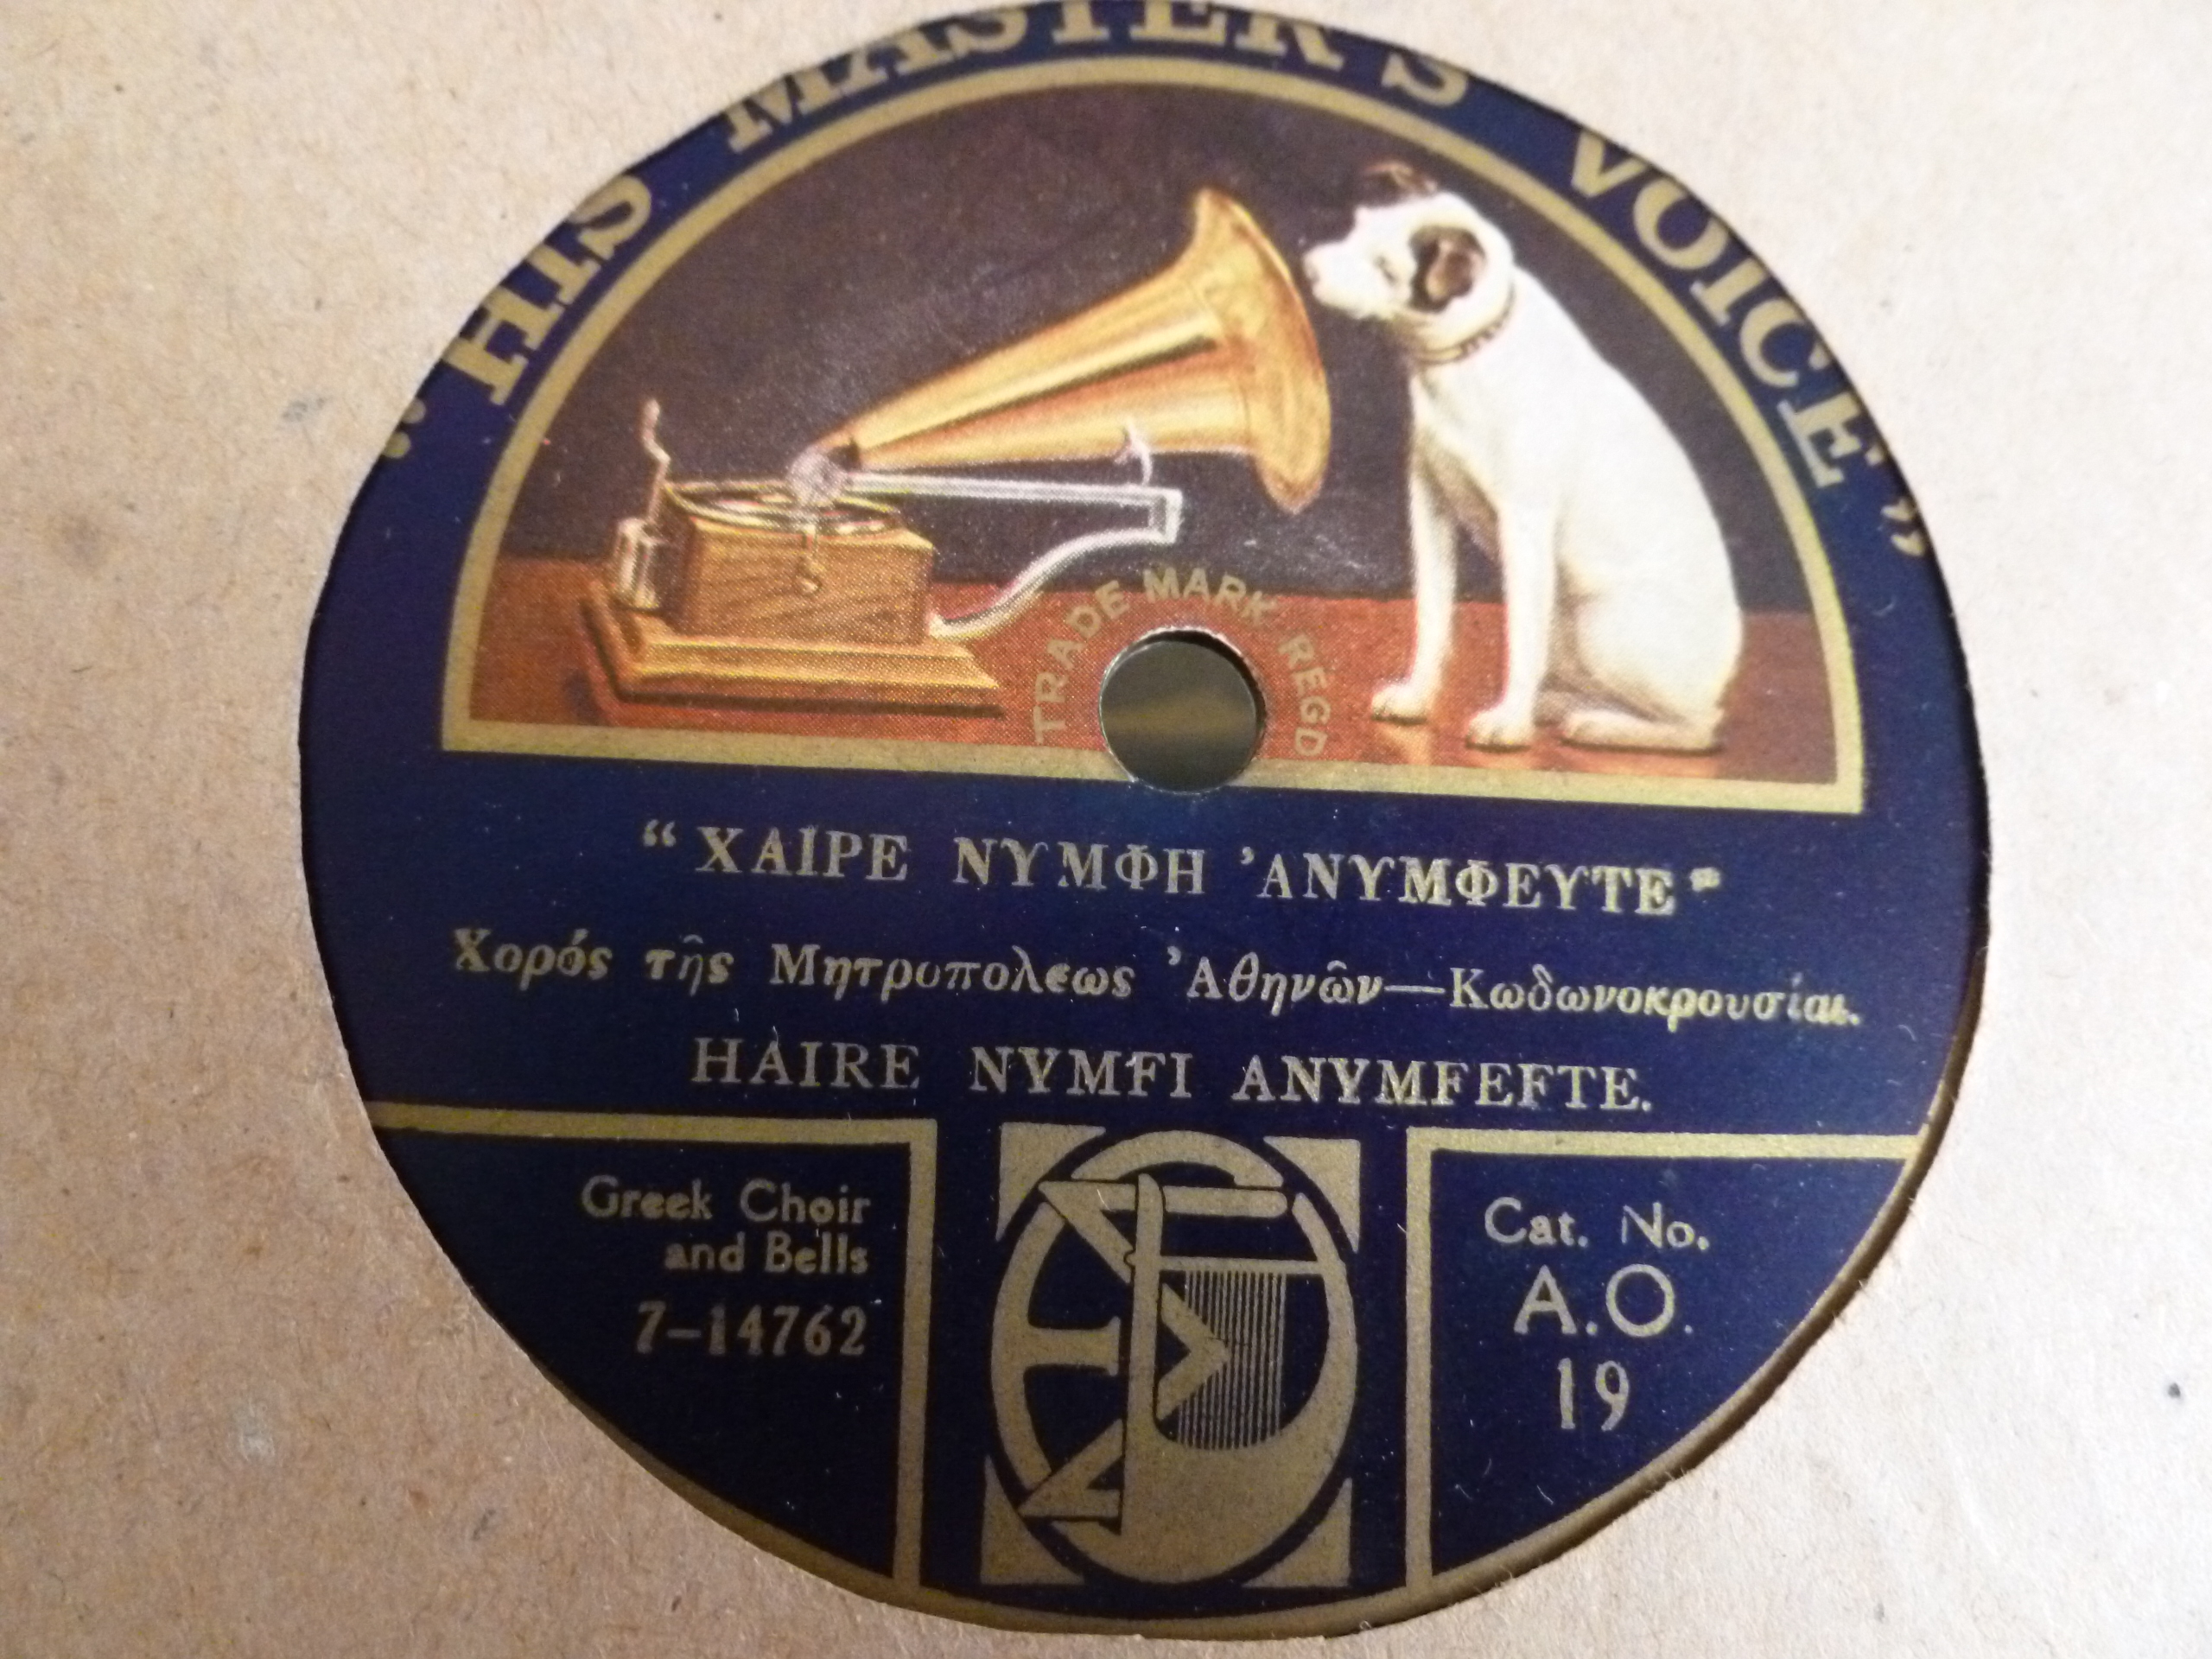 “HIS MASTER'S VOICE”
TRADE MARK REGD
“ΧΑΙΡΕ ΝΥΜΦΗ ᾿ΑΝΥΜΦΕΥΤΕ”
Χορός τῆς Μητροπολεως ᾿Αθηνῶν—Κωδωνοκρουσίαι.
HAIRE NYMFI ANYMFEFTE.
Greek Choir
and Bells
7-14762
Cat. No.
A.O.
19